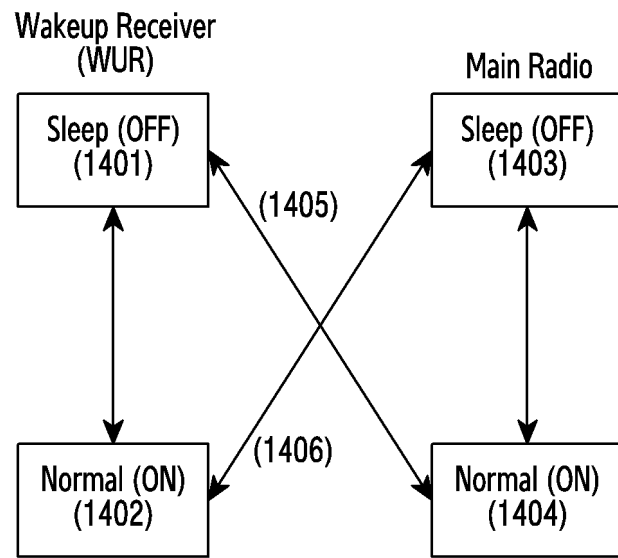 Wakeup Receiver
(WUR)
Main Radio
Sleep (OFF)
(1401)
Sleep (OFF)
(1403)
(1405)
(1406)
Normal (ON)
(1402)
Normal (ON)
(1404)